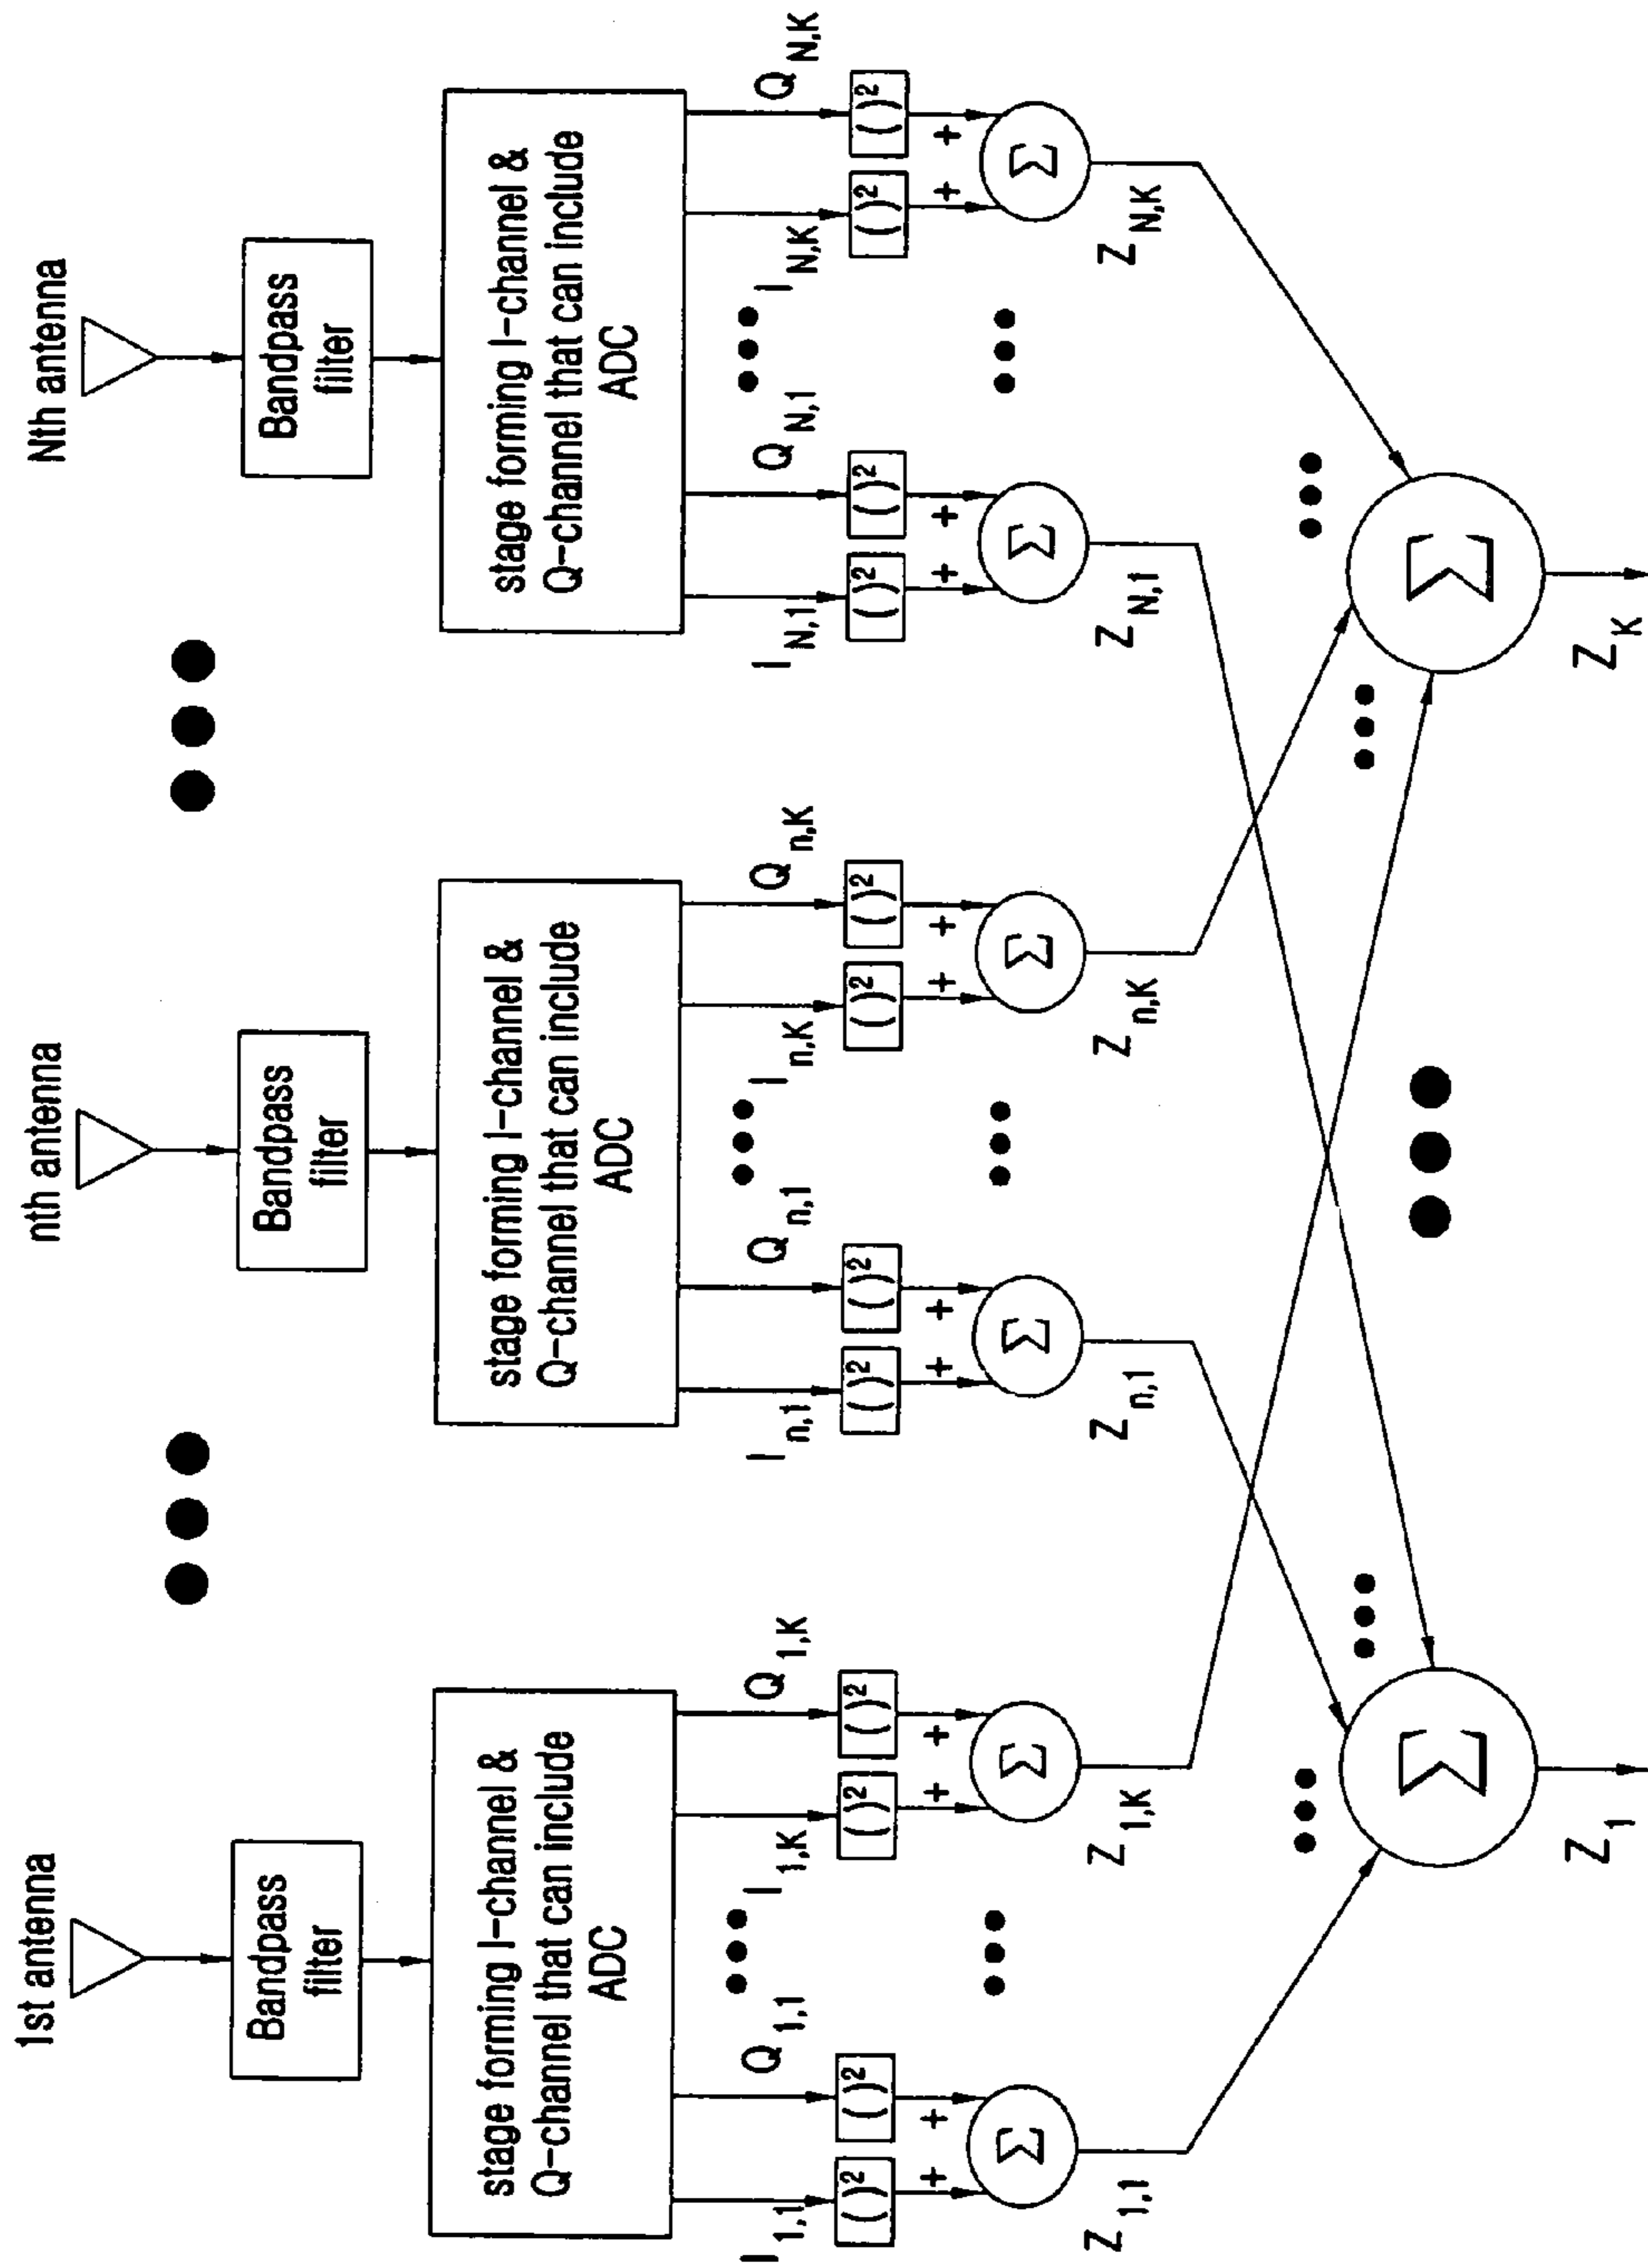 1st antenna
nth antenna
Nth antenna
Bandpass
filter
Bandpass
filter
Bandpass
filter
stage forming I-channel &
Q-channel that can include
ADC
stage forming I-channel &
Q-channel that can include
ADC
stage forming I-channel &
Q-channel that can include
ADC
I 1,1 Q 1,1 I 1,K Q 1,K
I n,1 Q n,1 I n,K Q n,K
I N,1 Q N,1 I N,K Q N,K
( )² ( )² ( )² ( )²
( )² ( )² ( )² ( )²
( )² ( )² ( )² ( )²
+ + + +
+ + + +
+ + + +
Σ Σ Σ Σ Σ Σ
Z 1,1 Z 1,K Z n,1 Z n,K Z N,1 Z N,K
Σ Σ
Z 1 Z K